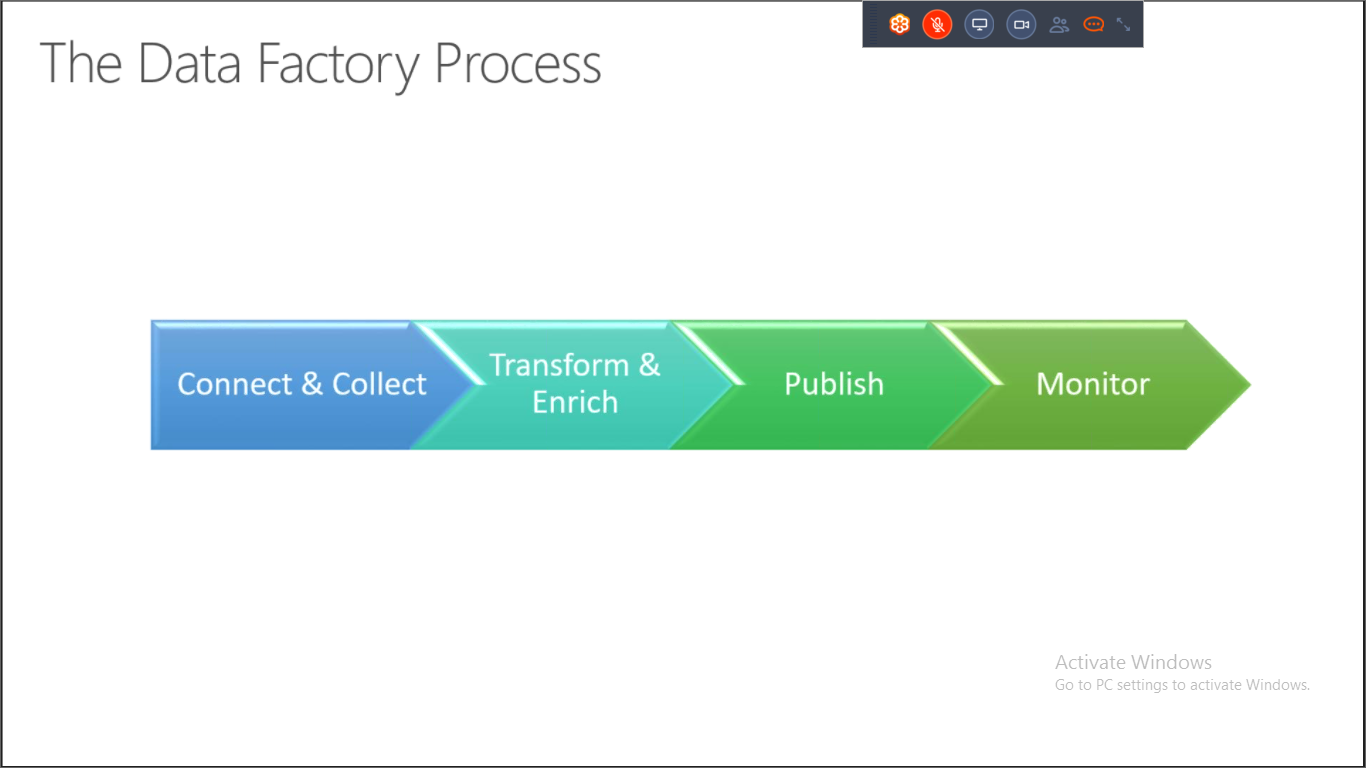 The Data Factory Process
Connect & Collect
Transform &
Enrich
Publish
Monitor
Activate Windows
Go to PC settings to activate Windows.